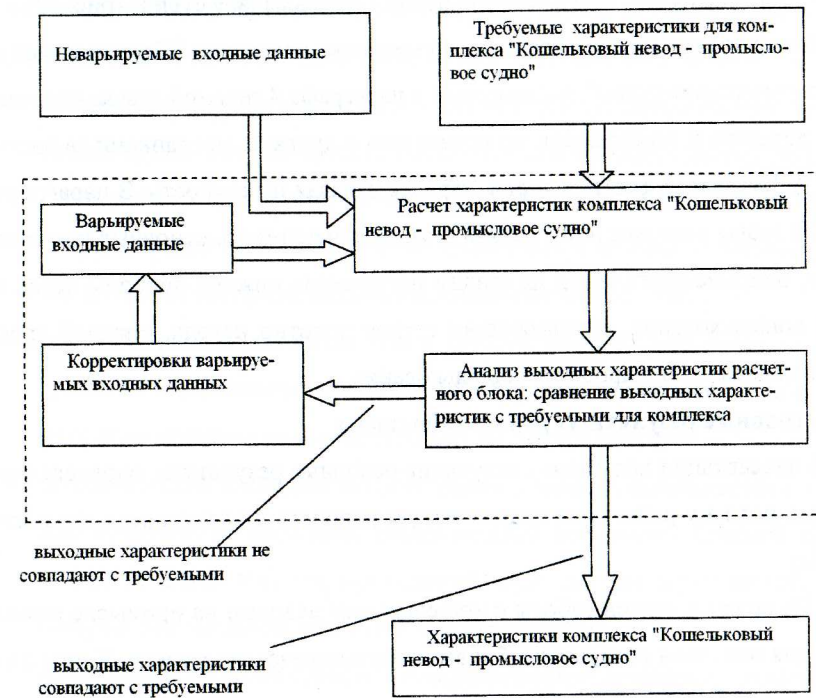 Неварьируемые входные данные
Требуемые характеристики для ком-
плекса "Кошельковый невод - промысло-
вое судно"
Варьируемые
входные данные
Расчет характеристик комплекса "Кошельковый
невод - промысловое судно"
Корректировки варьируе-
мых входных данных
Анализ выходных характеристик расчет-
ного блока: сравнение выходных характе-
ристик с требуемыми для комплекса
выходные характеристики не
совпадают с требуемыми
Характеристики комплекса "Кошельковый
невод - промысловое судно"
выходные характеристики
совпадают с требуемыми